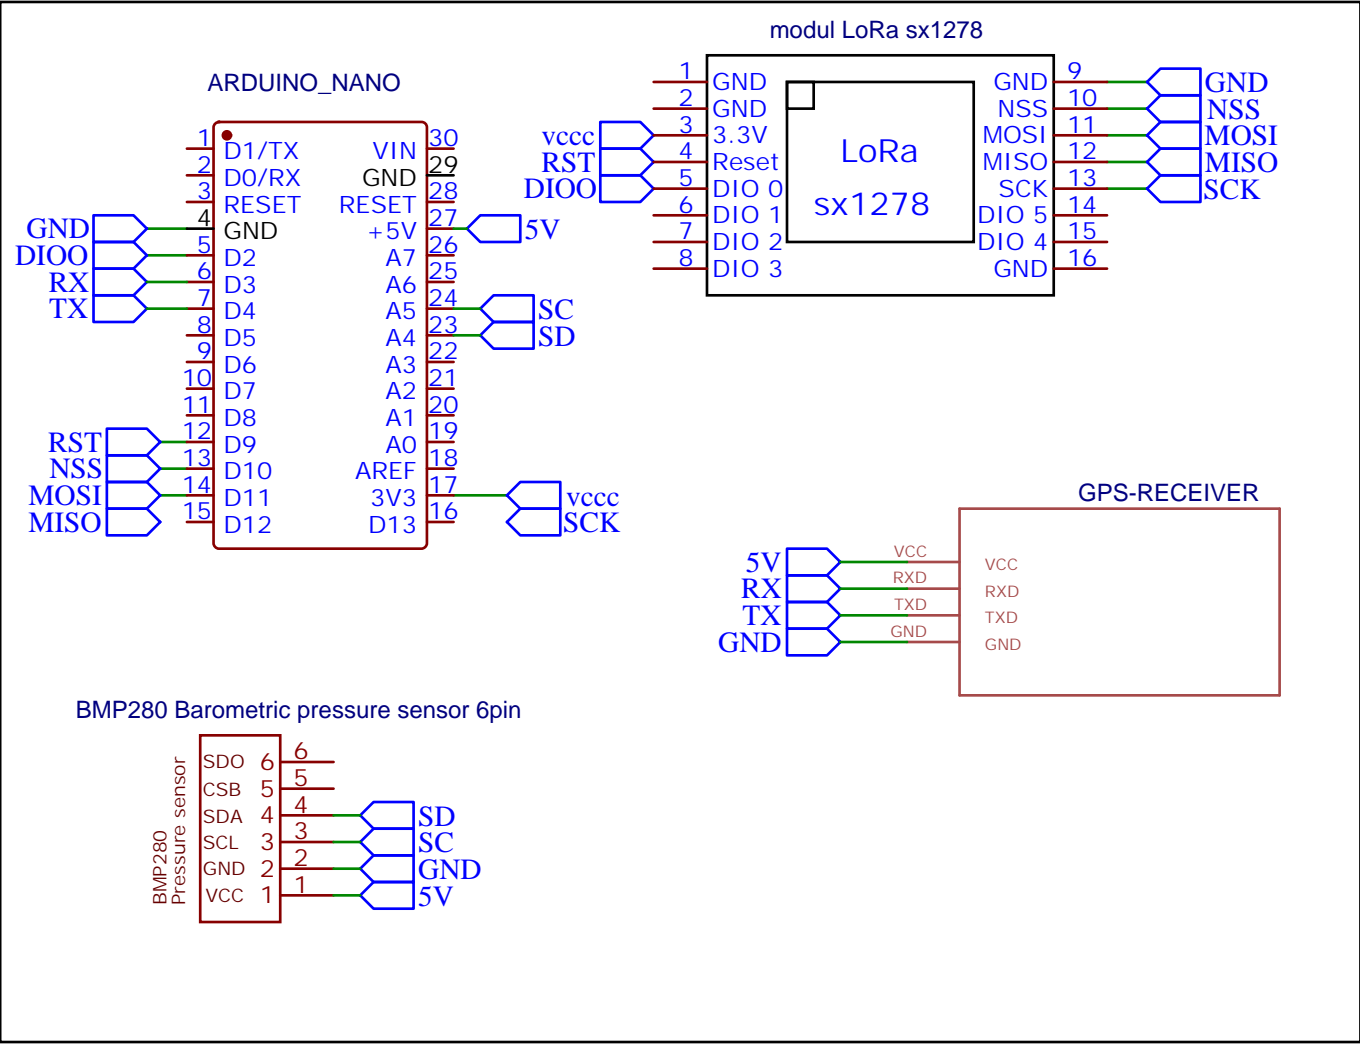 modul LoRa sx1278
ARDUINO_NANO
1 D1/TX VIN 30
2 D0/RX GND 29
3 RESET RESET 28
GND 4 GND +5V 27 5V
DIOO 5 D2 A7 26
RX 6 D3 A6 25
TX 7 D4 A5 24 SC
8 D5 A4 23 SD
9 D6 A3 22
10 D7 A2 21
11 D8 A1 20
RST 12 D9 A0 19
NSS 13 D10 AREF 18
MOSI 14 D11 3V3 17 vccc
MISO 15 D12 D13 16 SCK
1 GND GND 9 GND
2 GND NSS 10 NSS
vccc 3 3.3V MOSI 11 MOSI
RST 4 Reset MISO 12 MISO
DIOO 5 DIO 0 SCK 13 SCK
6 DIO 1 DIO 5 14
7 DIO 2 DIO 4 15
8 DIO 3 GND 16
LoRa
sx1278
GPS-RECEIVER
5V VCC VCC
RX RXD RXD
TX TXD TXD
GND GND GND
BMP280 Barometric pressure sensor 6pin
BMP280
Pressure sensor
SDO 6 6
CSB 5 5
SDA 4 4 SD
SCL 3 3 SC
GND 2 2 GND
VCC 1 1 5V